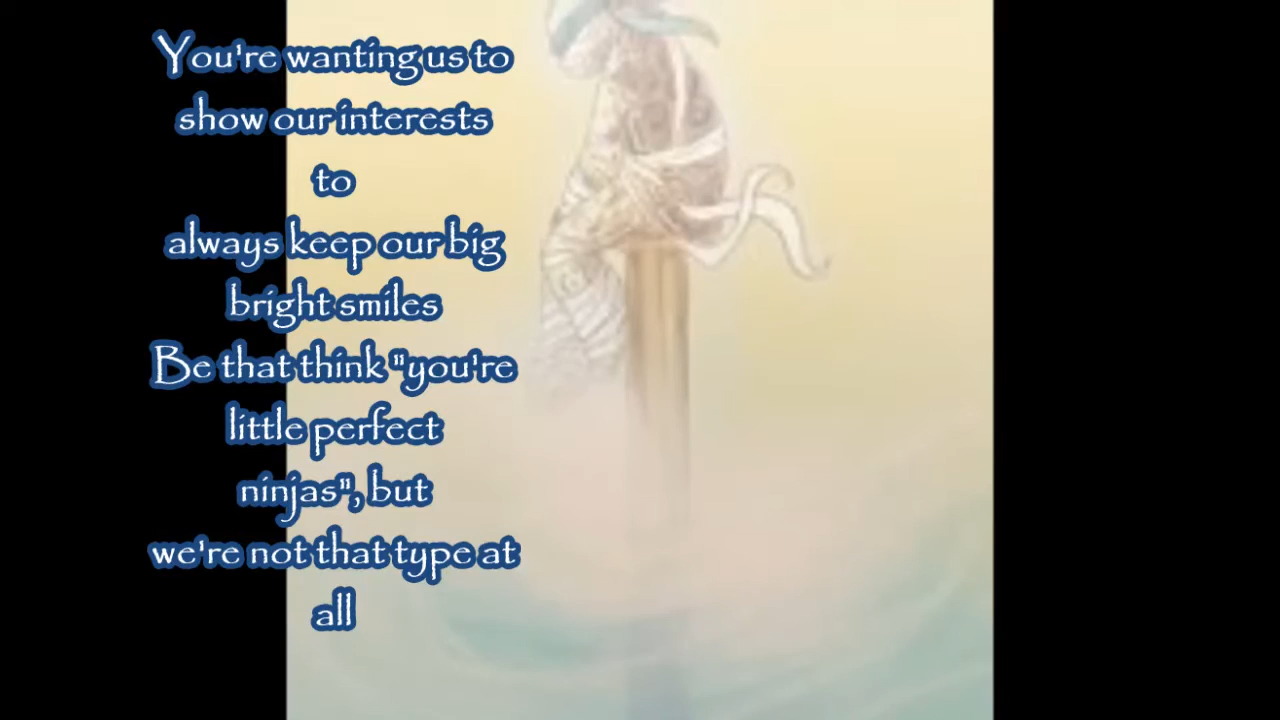 You're wanting us to
show our interests
to
always keep our big
bright smiles
Be that think "you're
little perfect
ninjas", but
we're not that type at
all